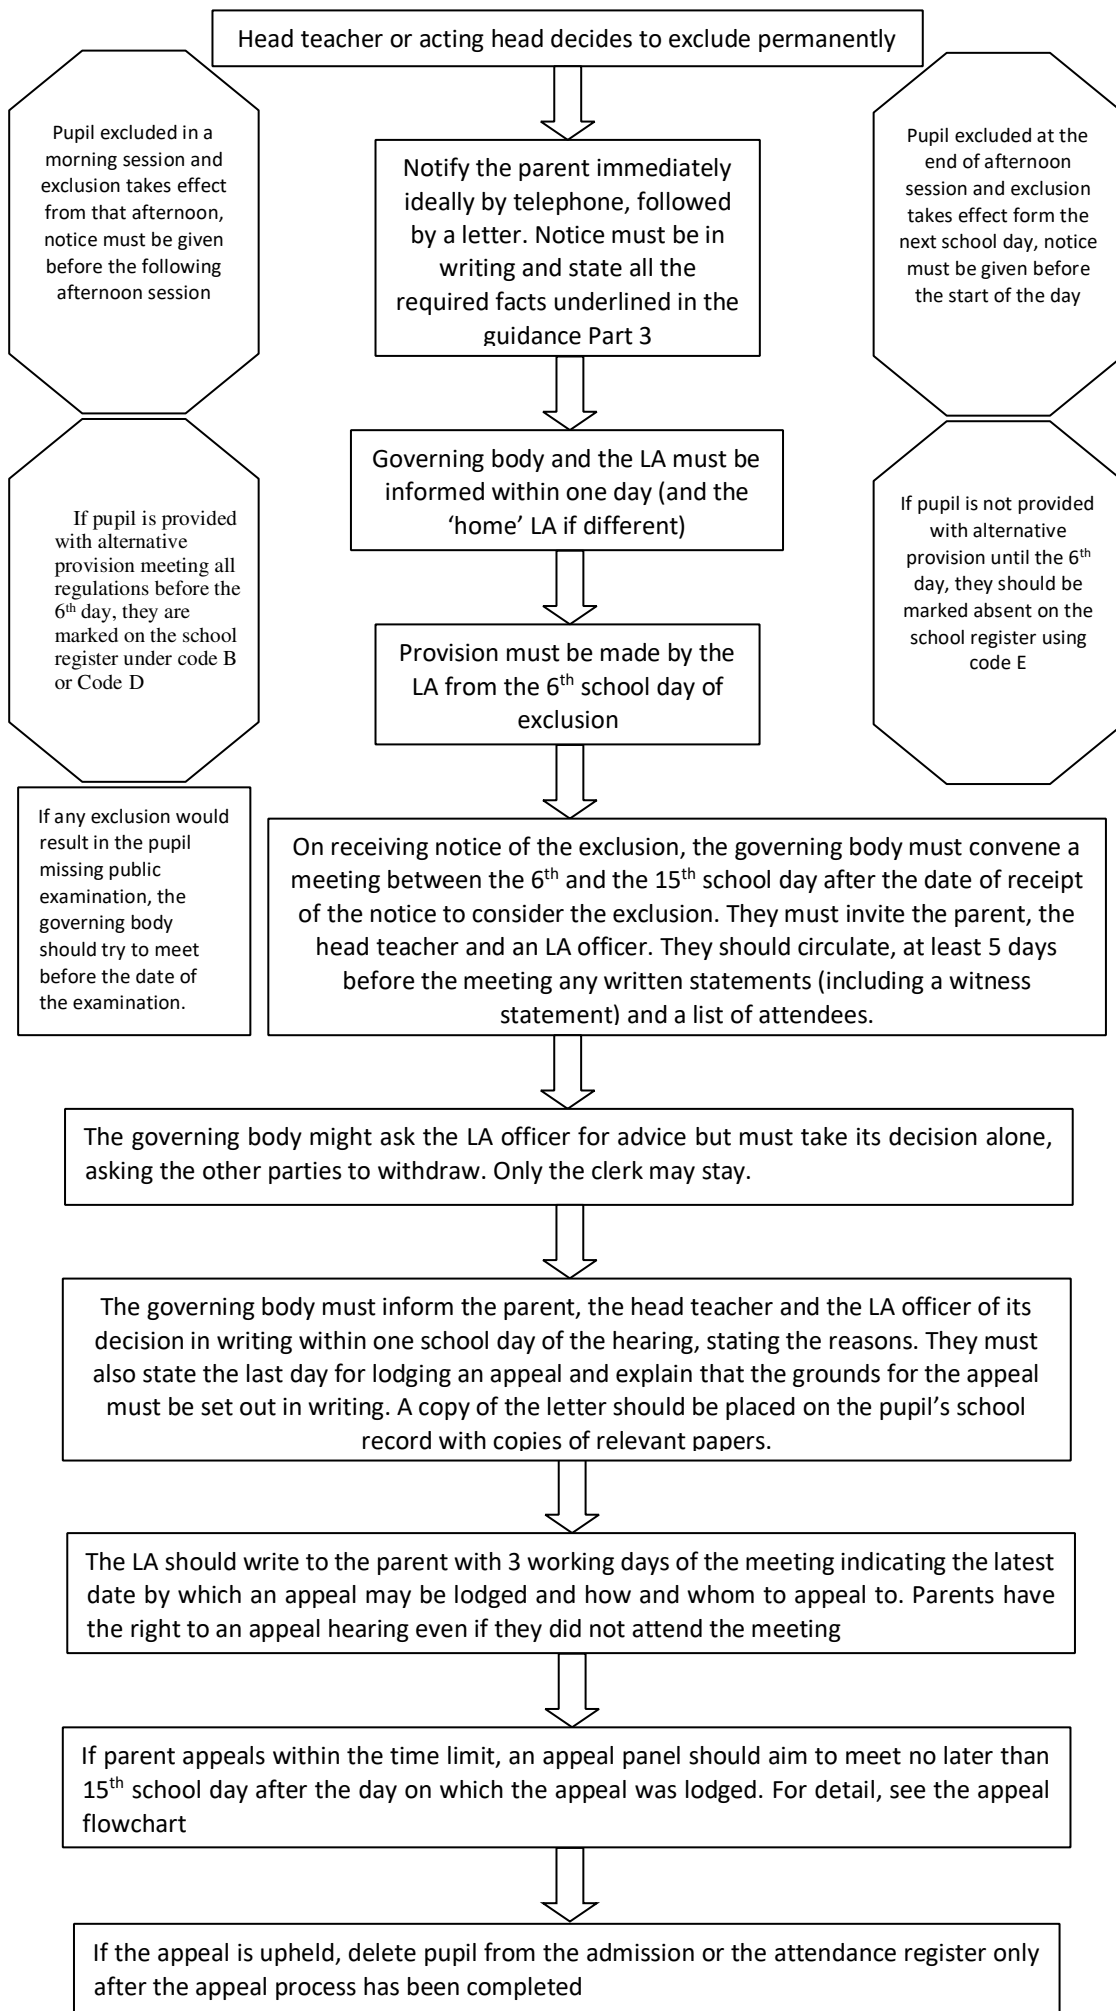 Head teacher or acting head decides to exclude permanently
Pupil excluded in a
morning session and
exclusion takes effect
from that afternoon,
notice must be given
before the following
afternoon session
Notify the parent immediately
ideally by telephone, followed
by a letter. Notice must be in
writing and state all the
required facts underlined in the
guidance Part 3
Pupil excluded at the
end of afternoon
session and exclusion
takes effect form the
next school day, notice
must be given before
the start of the day
Governing body and the LA must be
informed within one day (and the
‘home’ LA if different)
If pupil is provided
with alternative
provision meeting all
regulations before the
6th day, they are
marked on the school
register under code B
or Code D
If pupil is not provided
with alternative
provision until the 6th
day, they should be
marked absent on the
school register using
code E
Provision must be made by the
LA from the 6th school day of
exclusion
If any exclusion would
result in the pupil
missing public
examination, the
governing body
should try to meet
before the date of
the examination.
On receiving notice of the exclusion, the governing body must convene a
meeting between the 6th and the 15th school day after the date of receipt
of the notice to consider the exclusion. They must invite the parent, the
head teacher and an LA officer. They should circulate, at least 5 days
before the meeting any written statements (including a witness
statement) and a list of attendees.
The governing body might ask the LA officer for advice but must take its decision alone,
asking the other parties to withdraw. Only the clerk may stay.
The governing body must inform the parent, the head teacher and the LA officer of its
decision in writing within one school day of the hearing, stating the reasons. They must
also state the last day for lodging an appeal and explain that the grounds for the appeal
must be set out in writing. A copy of the letter should be placed on the pupil’s school
record with copies of relevant papers.
The LA should write to the parent with 3 working days of the meeting indicating the latest
date by which an appeal may be lodged and how and whom to appeal to. Parents have
the right to an appeal hearing even if they did not attend the meeting
If parent appeals within the time limit, an appeal panel should aim to meet no later than
15th school day after the day on which the appeal was lodged. For detail, see the appeal
flowchart
If the appeal is upheld, delete pupil from the admission or the attendance register only
after the appeal process has been completed